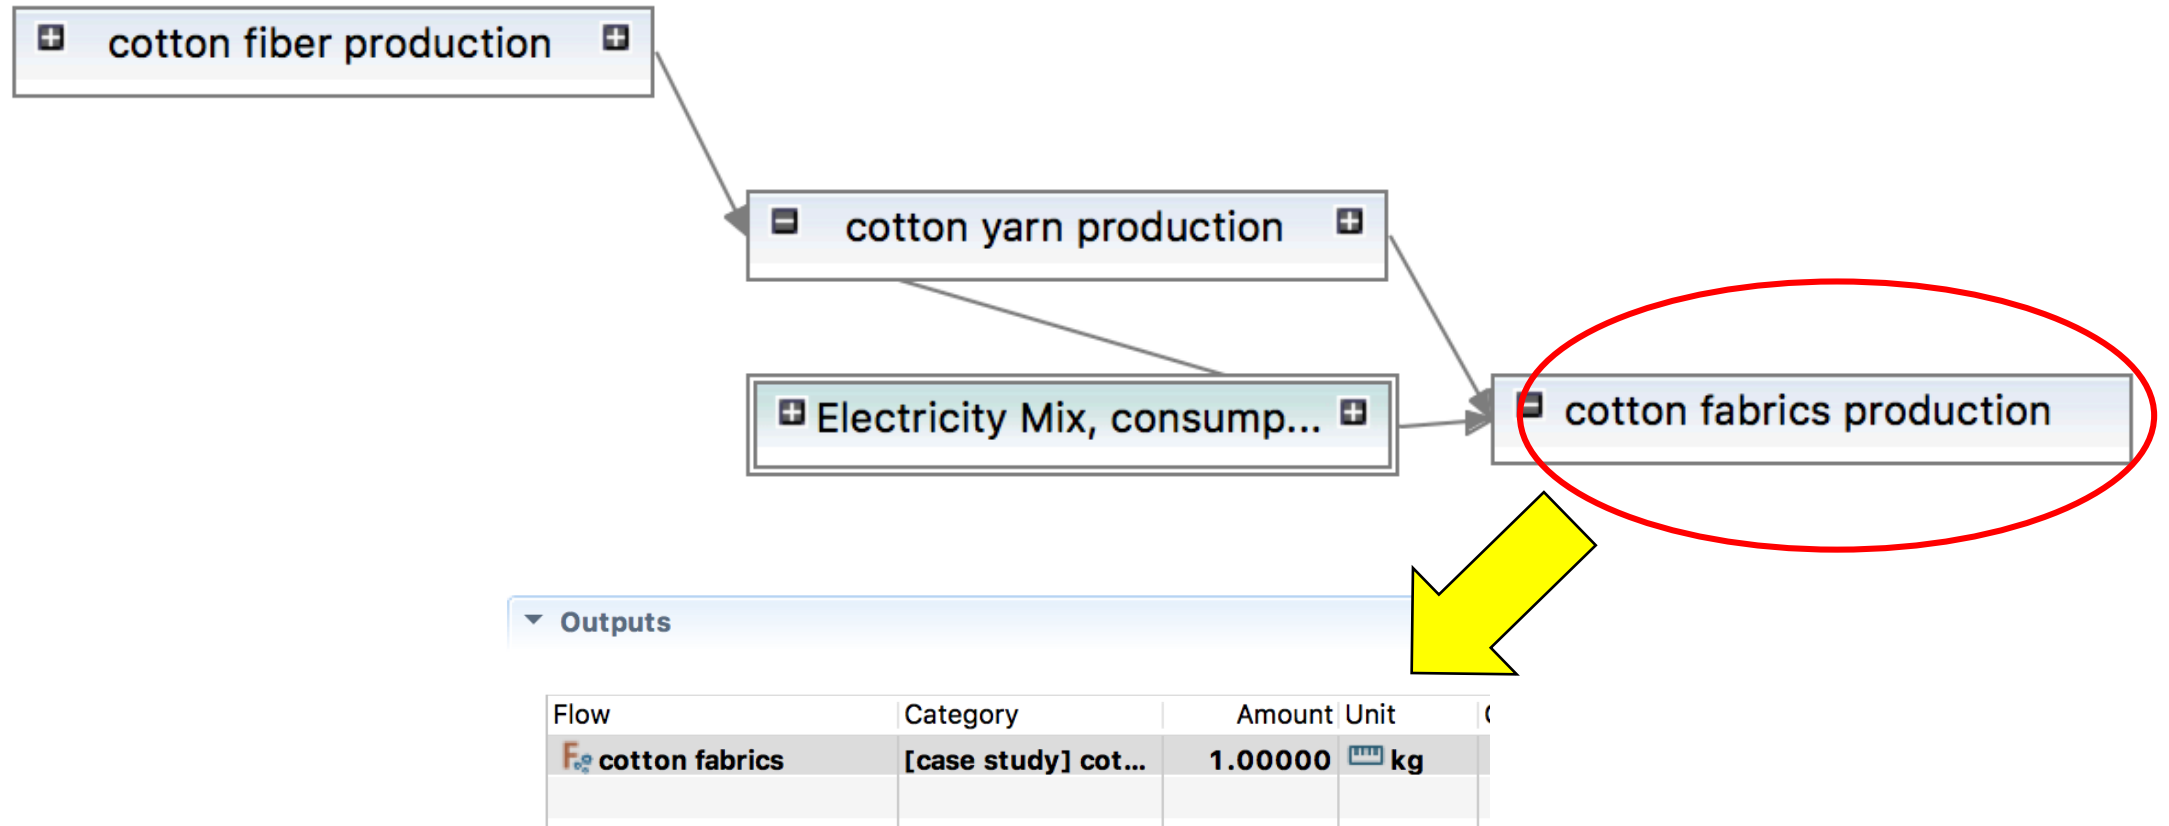 cotton fiber production
cotton yarn production
Electricity Mix, consump...
cotton fabrics production
Outputs
Flow Category Amount Unit
cotton fabrics [case study] cot... 1.00000 kg